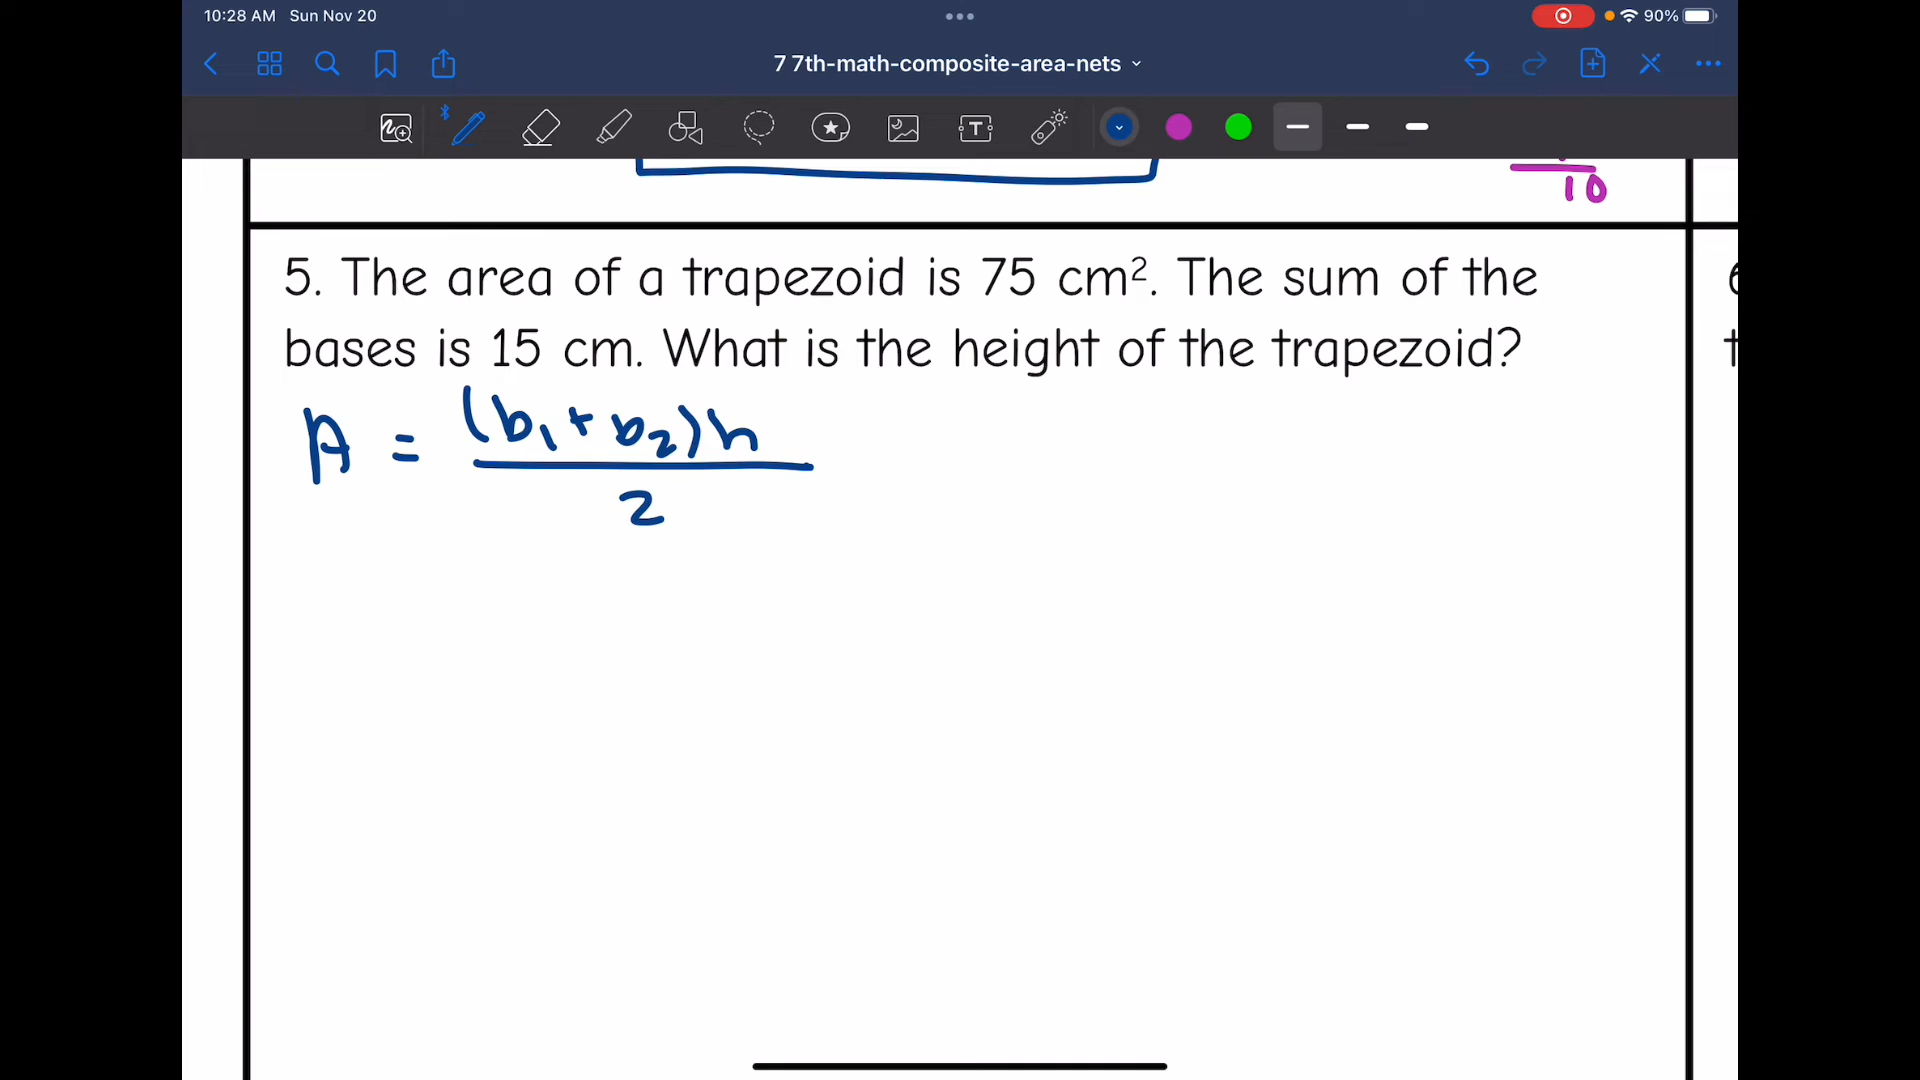 10:28 AM Sun Nov 20
90%
7 7th-math-composite-area-nets
T
10
5. The area of a trapezoid is 75 cm². The sum of the
bases is 15 cm. What is the height of the trapezoid?
A = (b₁ + b₂)h
2